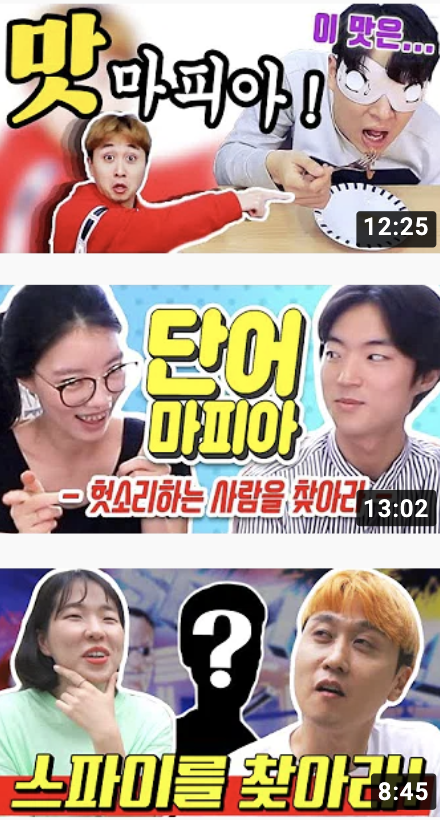 이 맛은...
맛 마피아!
12:25
단어
마피아
- 헛소리하는 사람을 찾아라
13:02
?
스파이를 찾아라!!
8:45